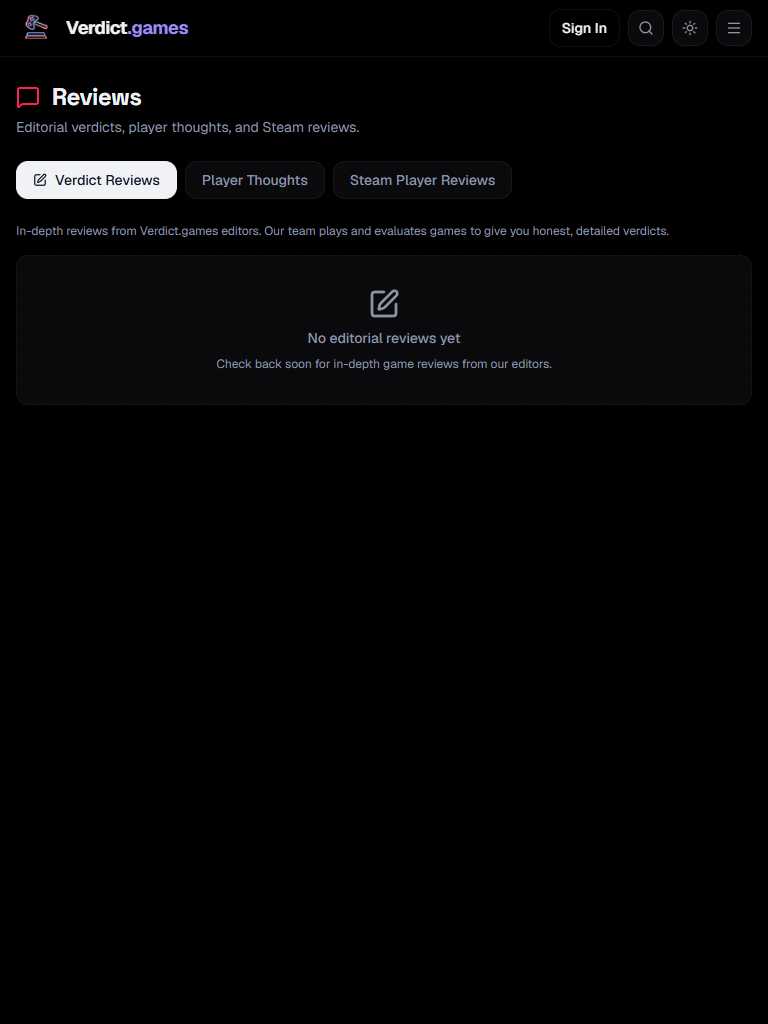 Verdict.games
Sign In
Reviews
Editorial verdicts, player thoughts, and Steam reviews.
Verdict Reviews
Player Thoughts
Steam Player Reviews
In-depth reviews from Verdict.games editors. Our team plays and evaluates games to give you honest, detailed verdicts.
No editorial reviews yet
Check back soon for in-depth game reviews from our editors.